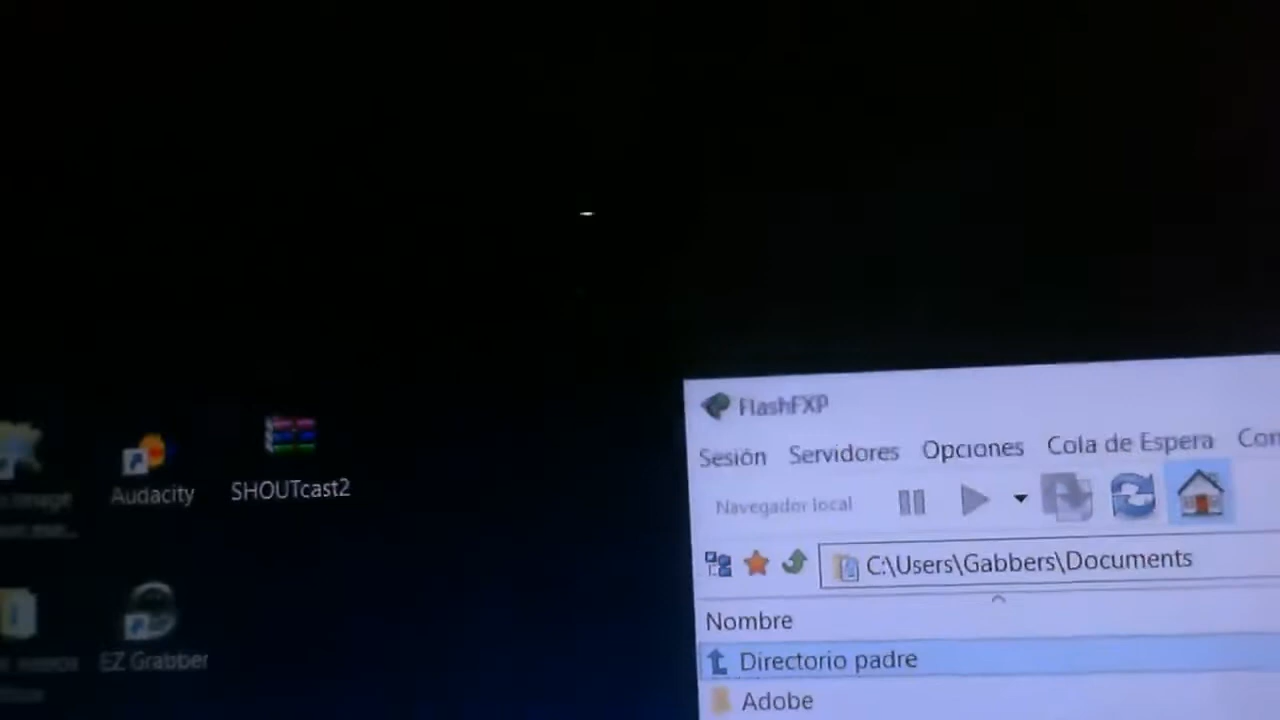 FlashFXP
Sesión Servidores Opciones Cola de Espera Con
Navegador local
C:\Users\Gabbers\Documents
Nombre
Directorio padre
Adobe
Audacity
SHOUTcast2
EZ Grabber